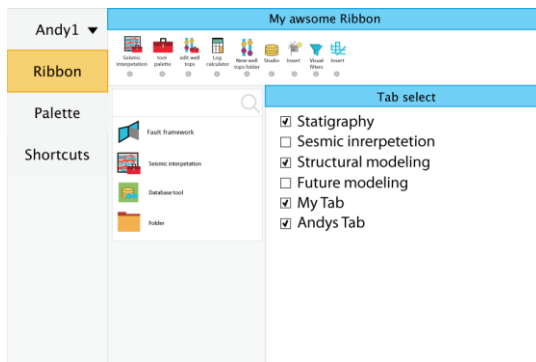 Andy1
Ribbon
Palette
Shortcuts
My awsome Ribbon
Seismic interpetation
tool palette
edit well tops
Log calculator
New well tops folder
Studio
Insert
Visual filters
Insert
Fault framework
Seismic interpretation
Database tool
Folder
Tab select
Statigraphy
Sesmic inrerpetetion
Structural modeling
Future modeling
My Tab
Andys Tab